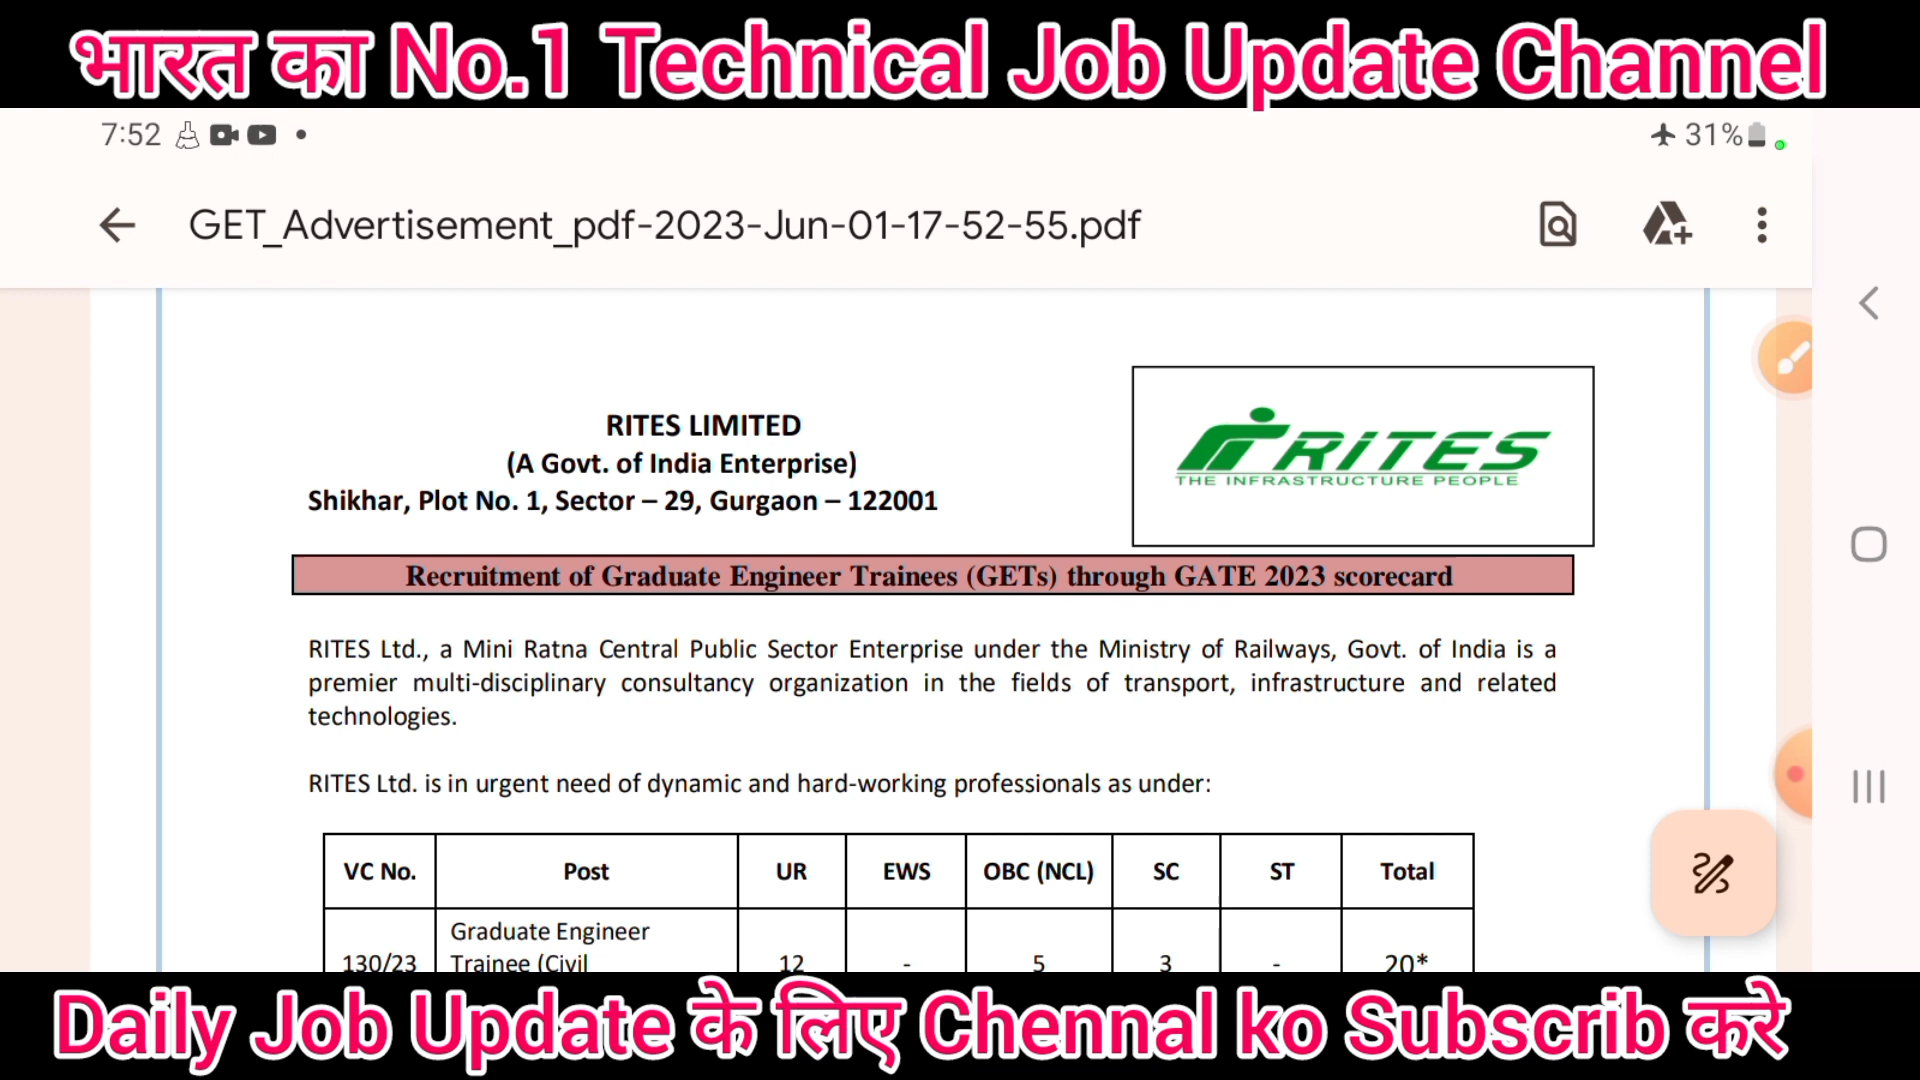 भारत का No.1 Technical Job Update Channel
7:52
31%
GET_Advertisement_pdf-2023-Jun-01-17-52-55.pdf
RITES LIMITED
(A Govt. of India Enterprise)
Shikhar, Plot No. 1, Sector – 29, Gurgaon – 122001
RITES
THE INFRASTRUCTURE PEOPLE
Recruitment of Graduate Engineer Trainees (GETs) through GATE 2023 scorecard
RITES Ltd., a Mini Ratna Central Public Sector Enterprise under the Ministry of Railways, Govt. of India is a
premier multi-disciplinary consultancy organization in the fields of transport, infrastructure and related
technologies.
RITES Ltd. is in urgent need of dynamic and hard-working professionals as under:
VC No. Post UR EWS OBC (NCL) SC ST Total
Graduate Engineer
130/23 Trainee (Civil 12 - 5 3 - 20*
Daily Job Update के लिए Chennal ko Subscrib करे